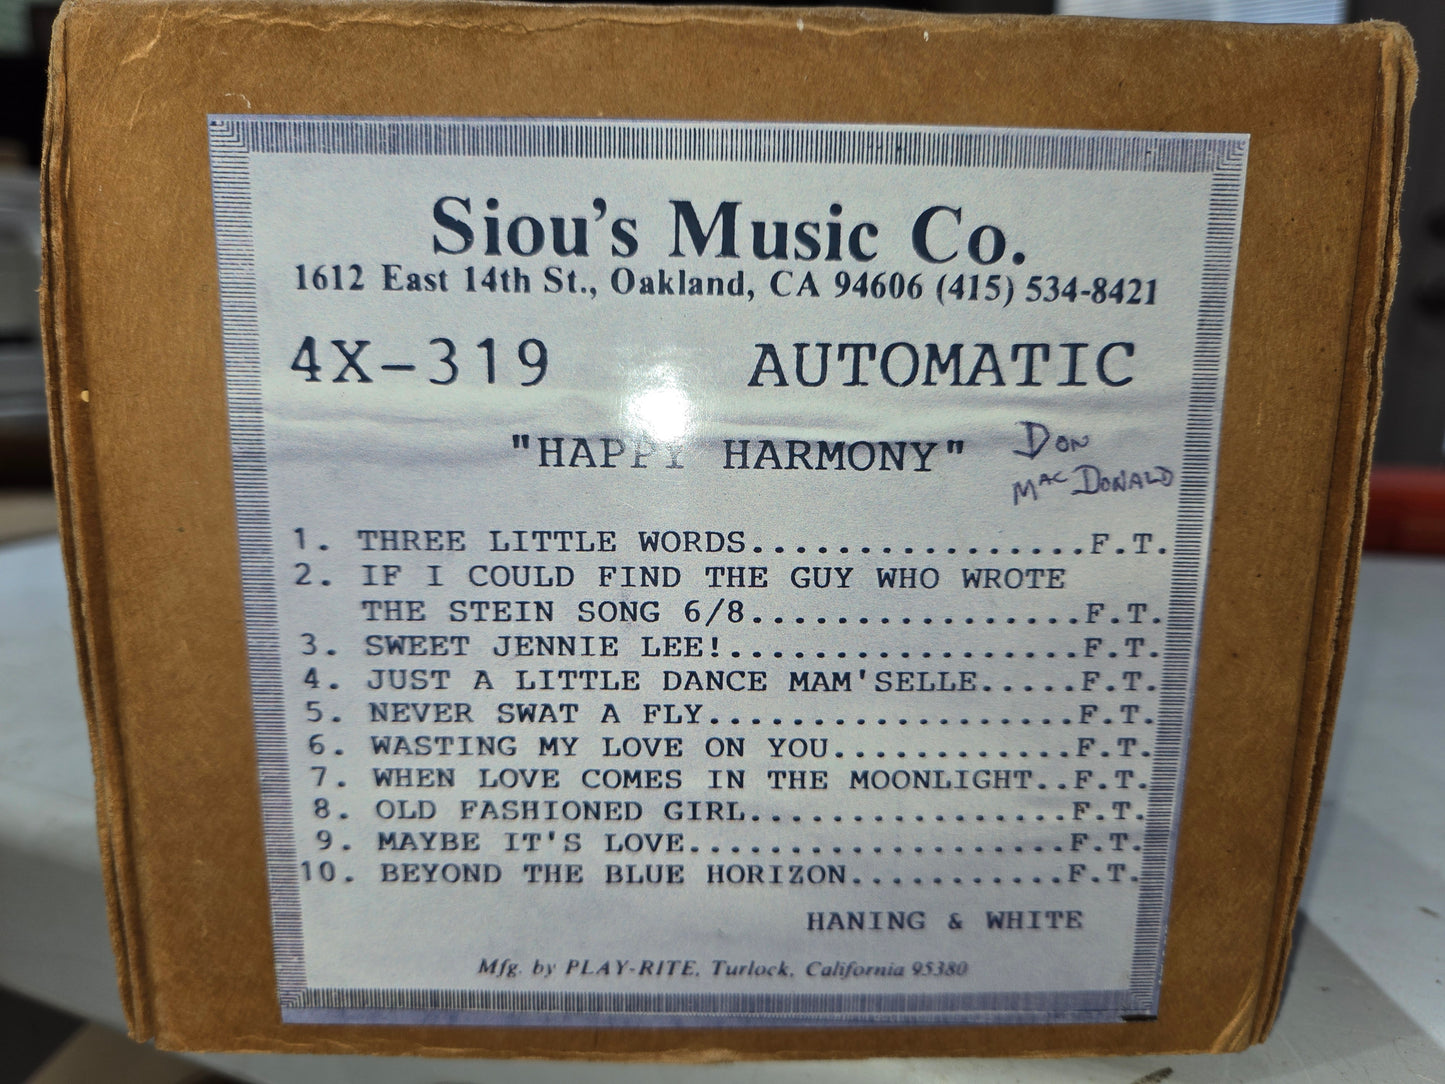 Siou's Music Co.
1612 East 14th St., Oakland, CA 94606 (415) 534-8421
4X-319 AUTOMATIC
"HAPPY HARMONY" DON
MACDONALD
1. THREE LITTLE WORDS................F.T.
2. IF I COULD FIND THE GUY WHO WROTE
THE STEIN SONG 6/8.................F.T.
3. SWEET JENNIE LEE!.................F.T.
4. JUST A LITTLE DANCE MAM'SELLE.....F.T.
5. NEVER SWAT A FLY..................F.T.
6. WASTING MY LOVE ON YOU............F.T.
7. WHEN LOVE COMES IN THE MOONLIGHT..F.T.
8. OLD FASHIONED GIRL................F.T.
9. MAYBE IT'S LOVE...................F.T.
10. BEYOND THE BLUE HORIZON...........F.T.
HANING & WHITE
Mfg. by PLAY-RITE, Turlock, California 95380